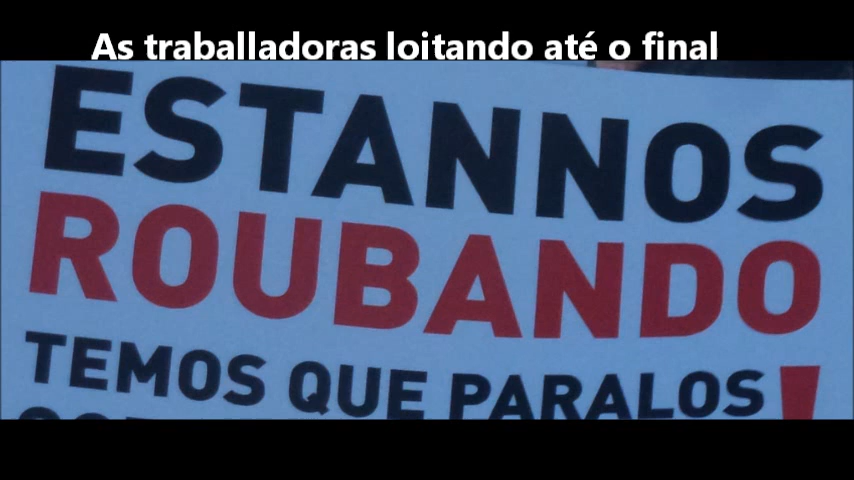 As traballadoras loitando até o final
ESTANNOS
ROUBANDO
TEMOS QUE PARALOS!